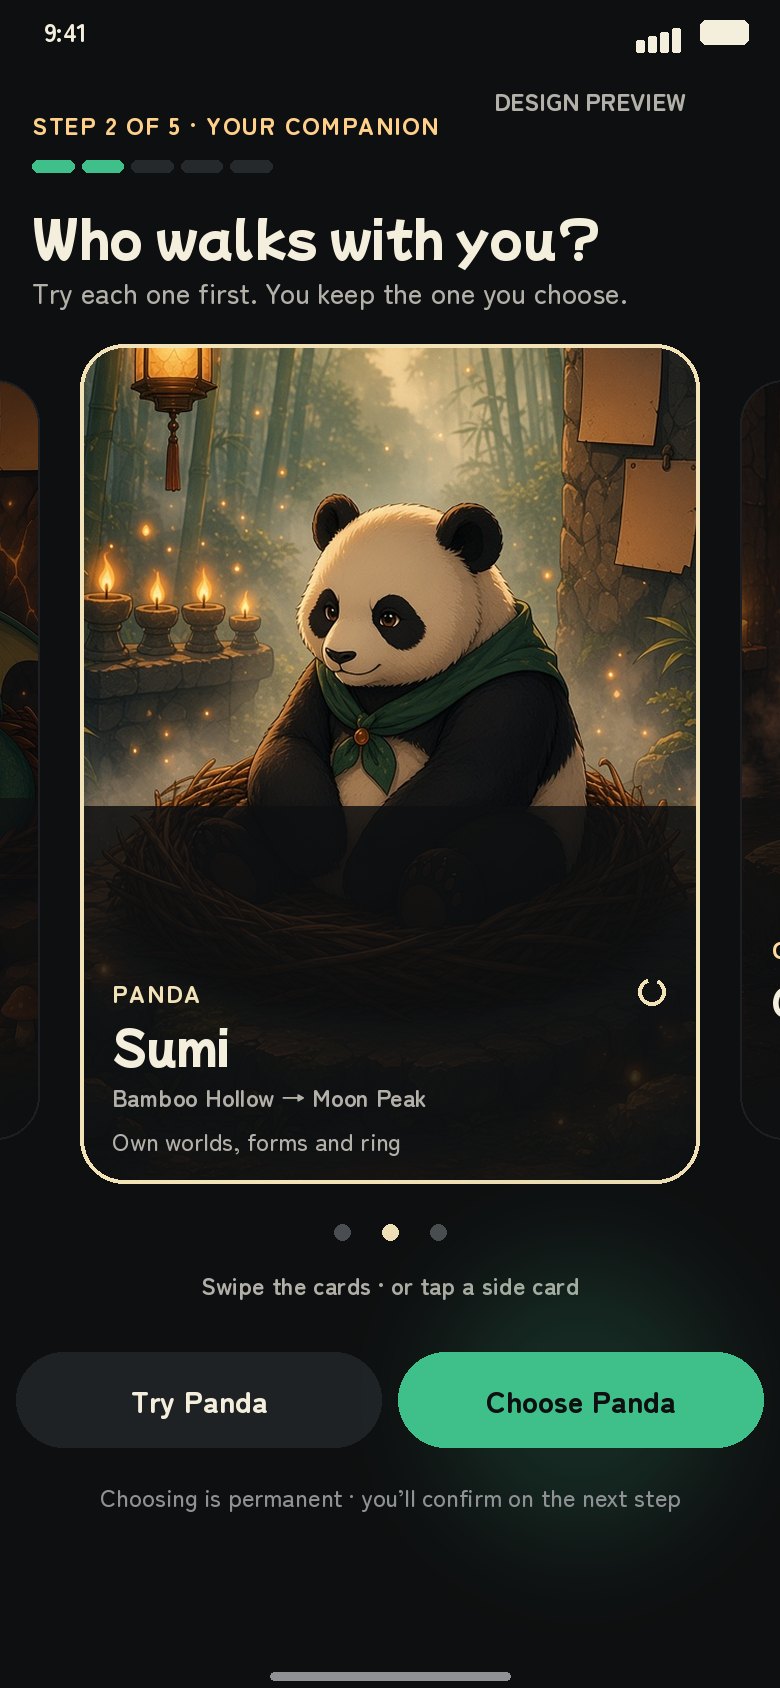 9:41
DESIGN PREVIEW
STEP 2 OF 5 · YOUR COMPANION
Who walks with you?
Try each one first. You keep the one you choose.
PANDA
Sumi
Bamboo Hollow → Moon Peak
Own worlds, forms and ring
Swipe the cards · or tap a side card
Try Panda
Choose Panda
Choosing is permanent · you’ll confirm on the next step